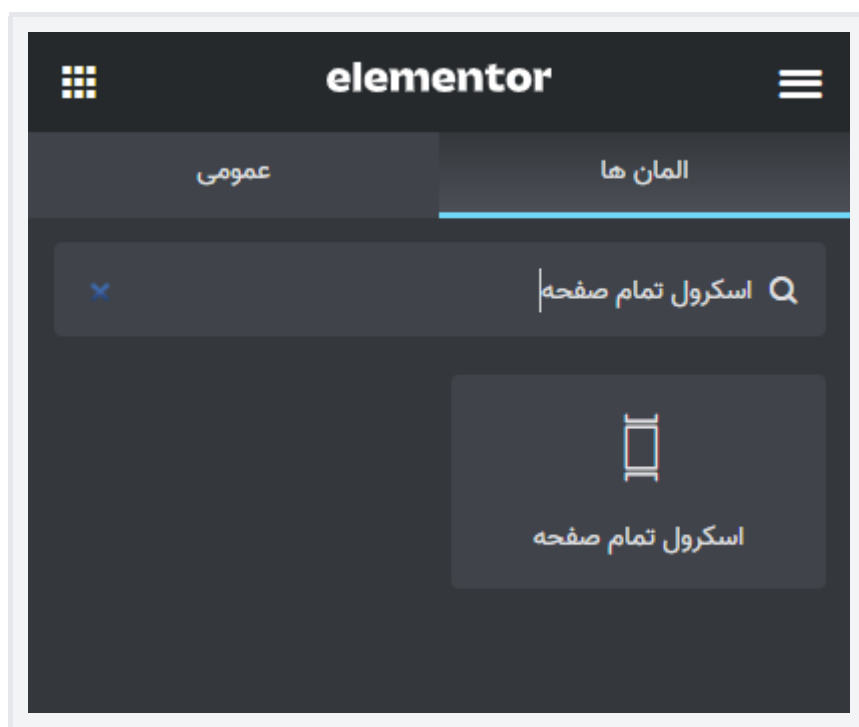 elementor
المان ها
عمومی
اسکرول تمام صفحه
اسکرول تمام صفحه